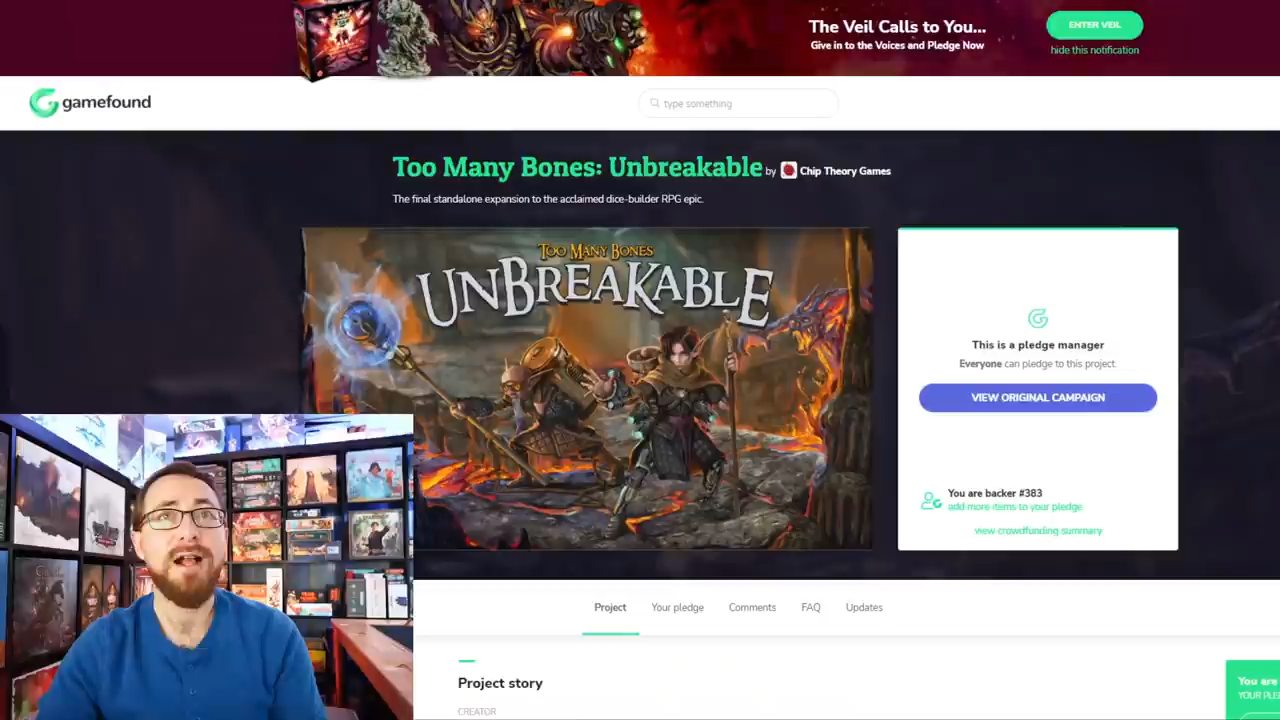 The Veil Calls to You...
Give in to the Voices and Pledge Now
ENTER VEIL
hide this notification
gamefound
type something
Too Many Bones: Unbreakable by Chip Theory Games
The final standalone expansion to the acclaimed dice-builder RPG epic.
TOO MANY BONES
UNBREAKABLE
This is a pledge manager
Everyone can pledge to this project.
VIEW ORIGINAL CAMPAIGN
You are backer #383
add more items to your pledge
view crowdfunding summary
Project
Your pledge
Comments
FAQ
Updates
Project story
CREATOR
You are
YOUR PLE